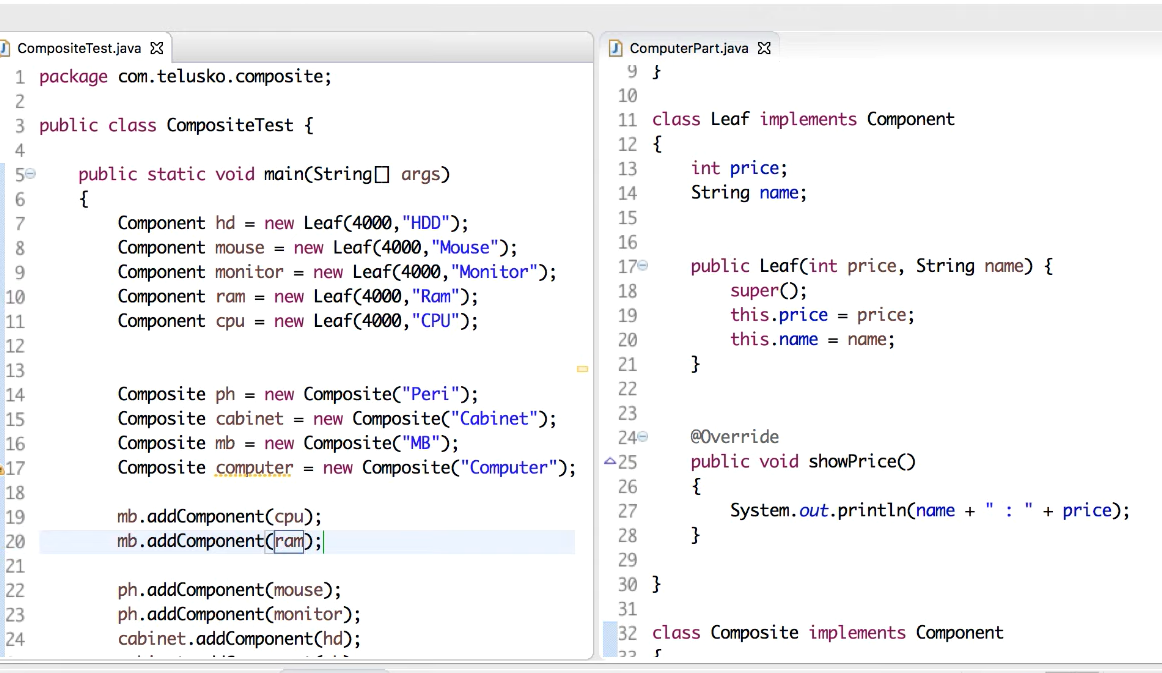 CompositeTest.java
1 package com.telusko.composite;
2
3 public class CompositeTest {
4
5 public static void main(String[] args)
6 {
7 Component hd = new Leaf(4000,"HDD");
8 Component mouse = new Leaf(4000,"Mouse");
9 Component monitor = new Leaf(4000,"Monitor");
10 Component ram = new Leaf(4000,"Ram");
11 Component cpu = new Leaf(4000,"CPU");
12
13
14 Composite ph = new Composite("Peri");
15 Composite cabinet = new Composite("Cabinet");
16 Composite mb = new Composite("MB");
17 Composite computer = new Composite("Computer");
18
19 mb.addComponent(cpu);
20 mb.addComponent(ram);
21
22 ph.addComponent(mouse);
23 ph.addComponent(monitor);
24 cabinet.addComponent(hd);
ComputerPart.java
9 }
10
11 class Leaf implements Component
12 {
13 int price;
14 String name;
15
16
17 public Leaf(int price, String name) {
18 super();
19 this.price = price;
20 this.name = name;
21 }
22
23
24 @Override
25 public void showPrice()
26 {
27 System.out.println(name + " : " + price);
28 }
29
30 }
31
32 class Composite implements Component